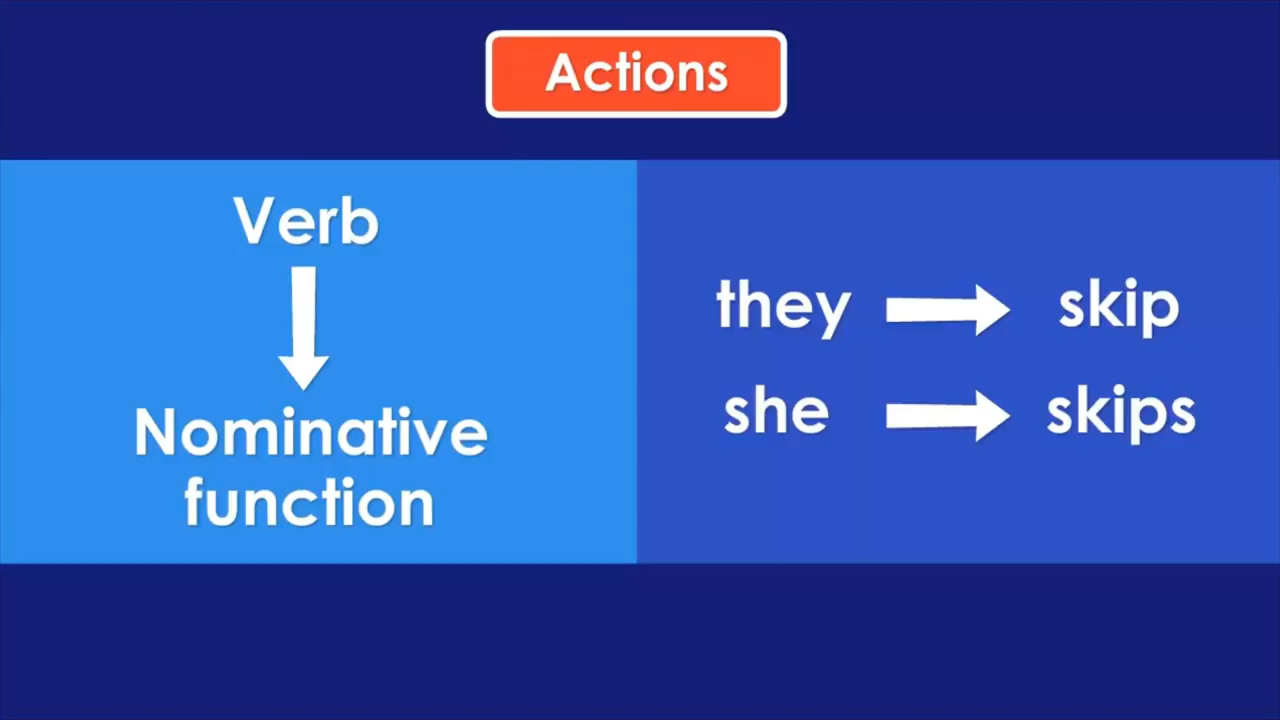 Actions
Verb
Nominative
function
they skip
she skips